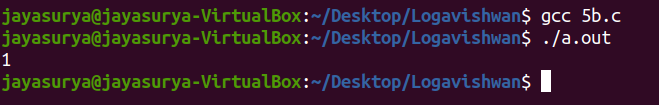 jayasurya@jayasurya-VirtualBox:~/Desktop/Logavishwan$ gcc 5b.c
jayasurya@jayasurya-VirtualBox:~/Desktop/Logavishwan$ ./a.out
1
jayasurya@jayasurya-VirtualBox:~/Desktop/Logavishwan$